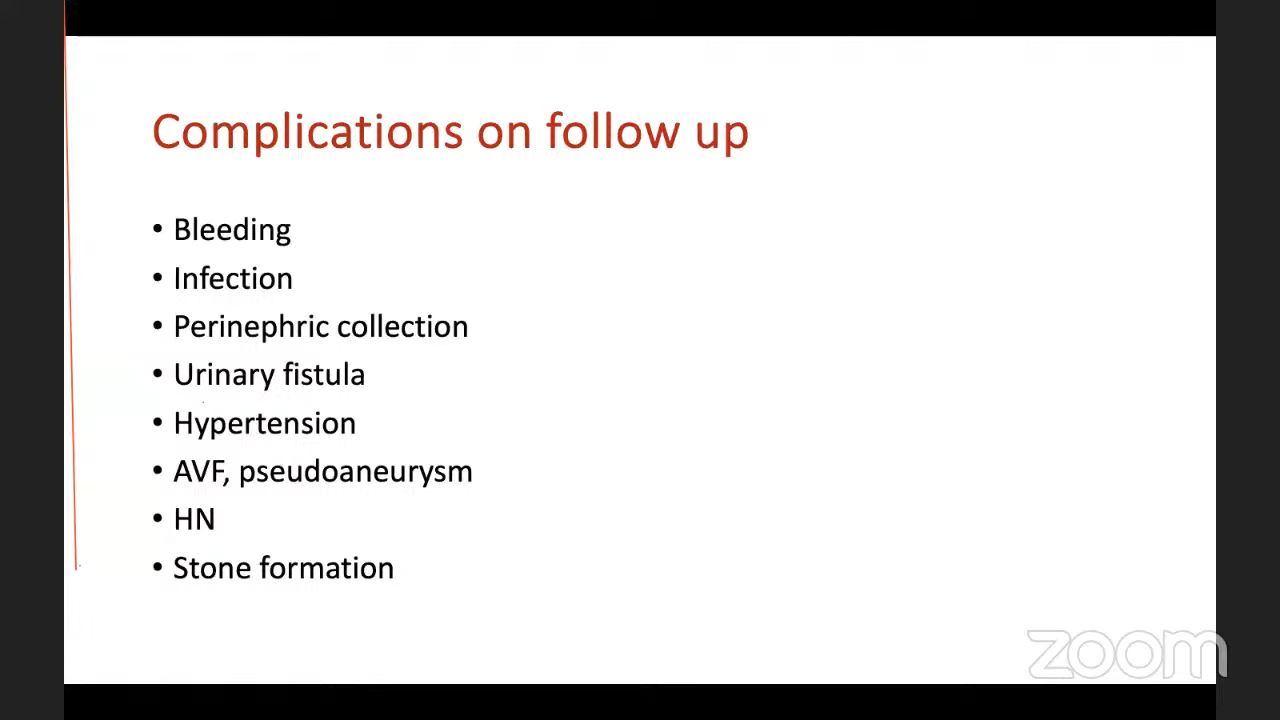 Complications on follow up
• Bleeding
• Infection
• Perinephric collection
• Urinary fistula
• Hypertension
• AVF, pseudoaneurysm
• HN
• Stone formation
zoom